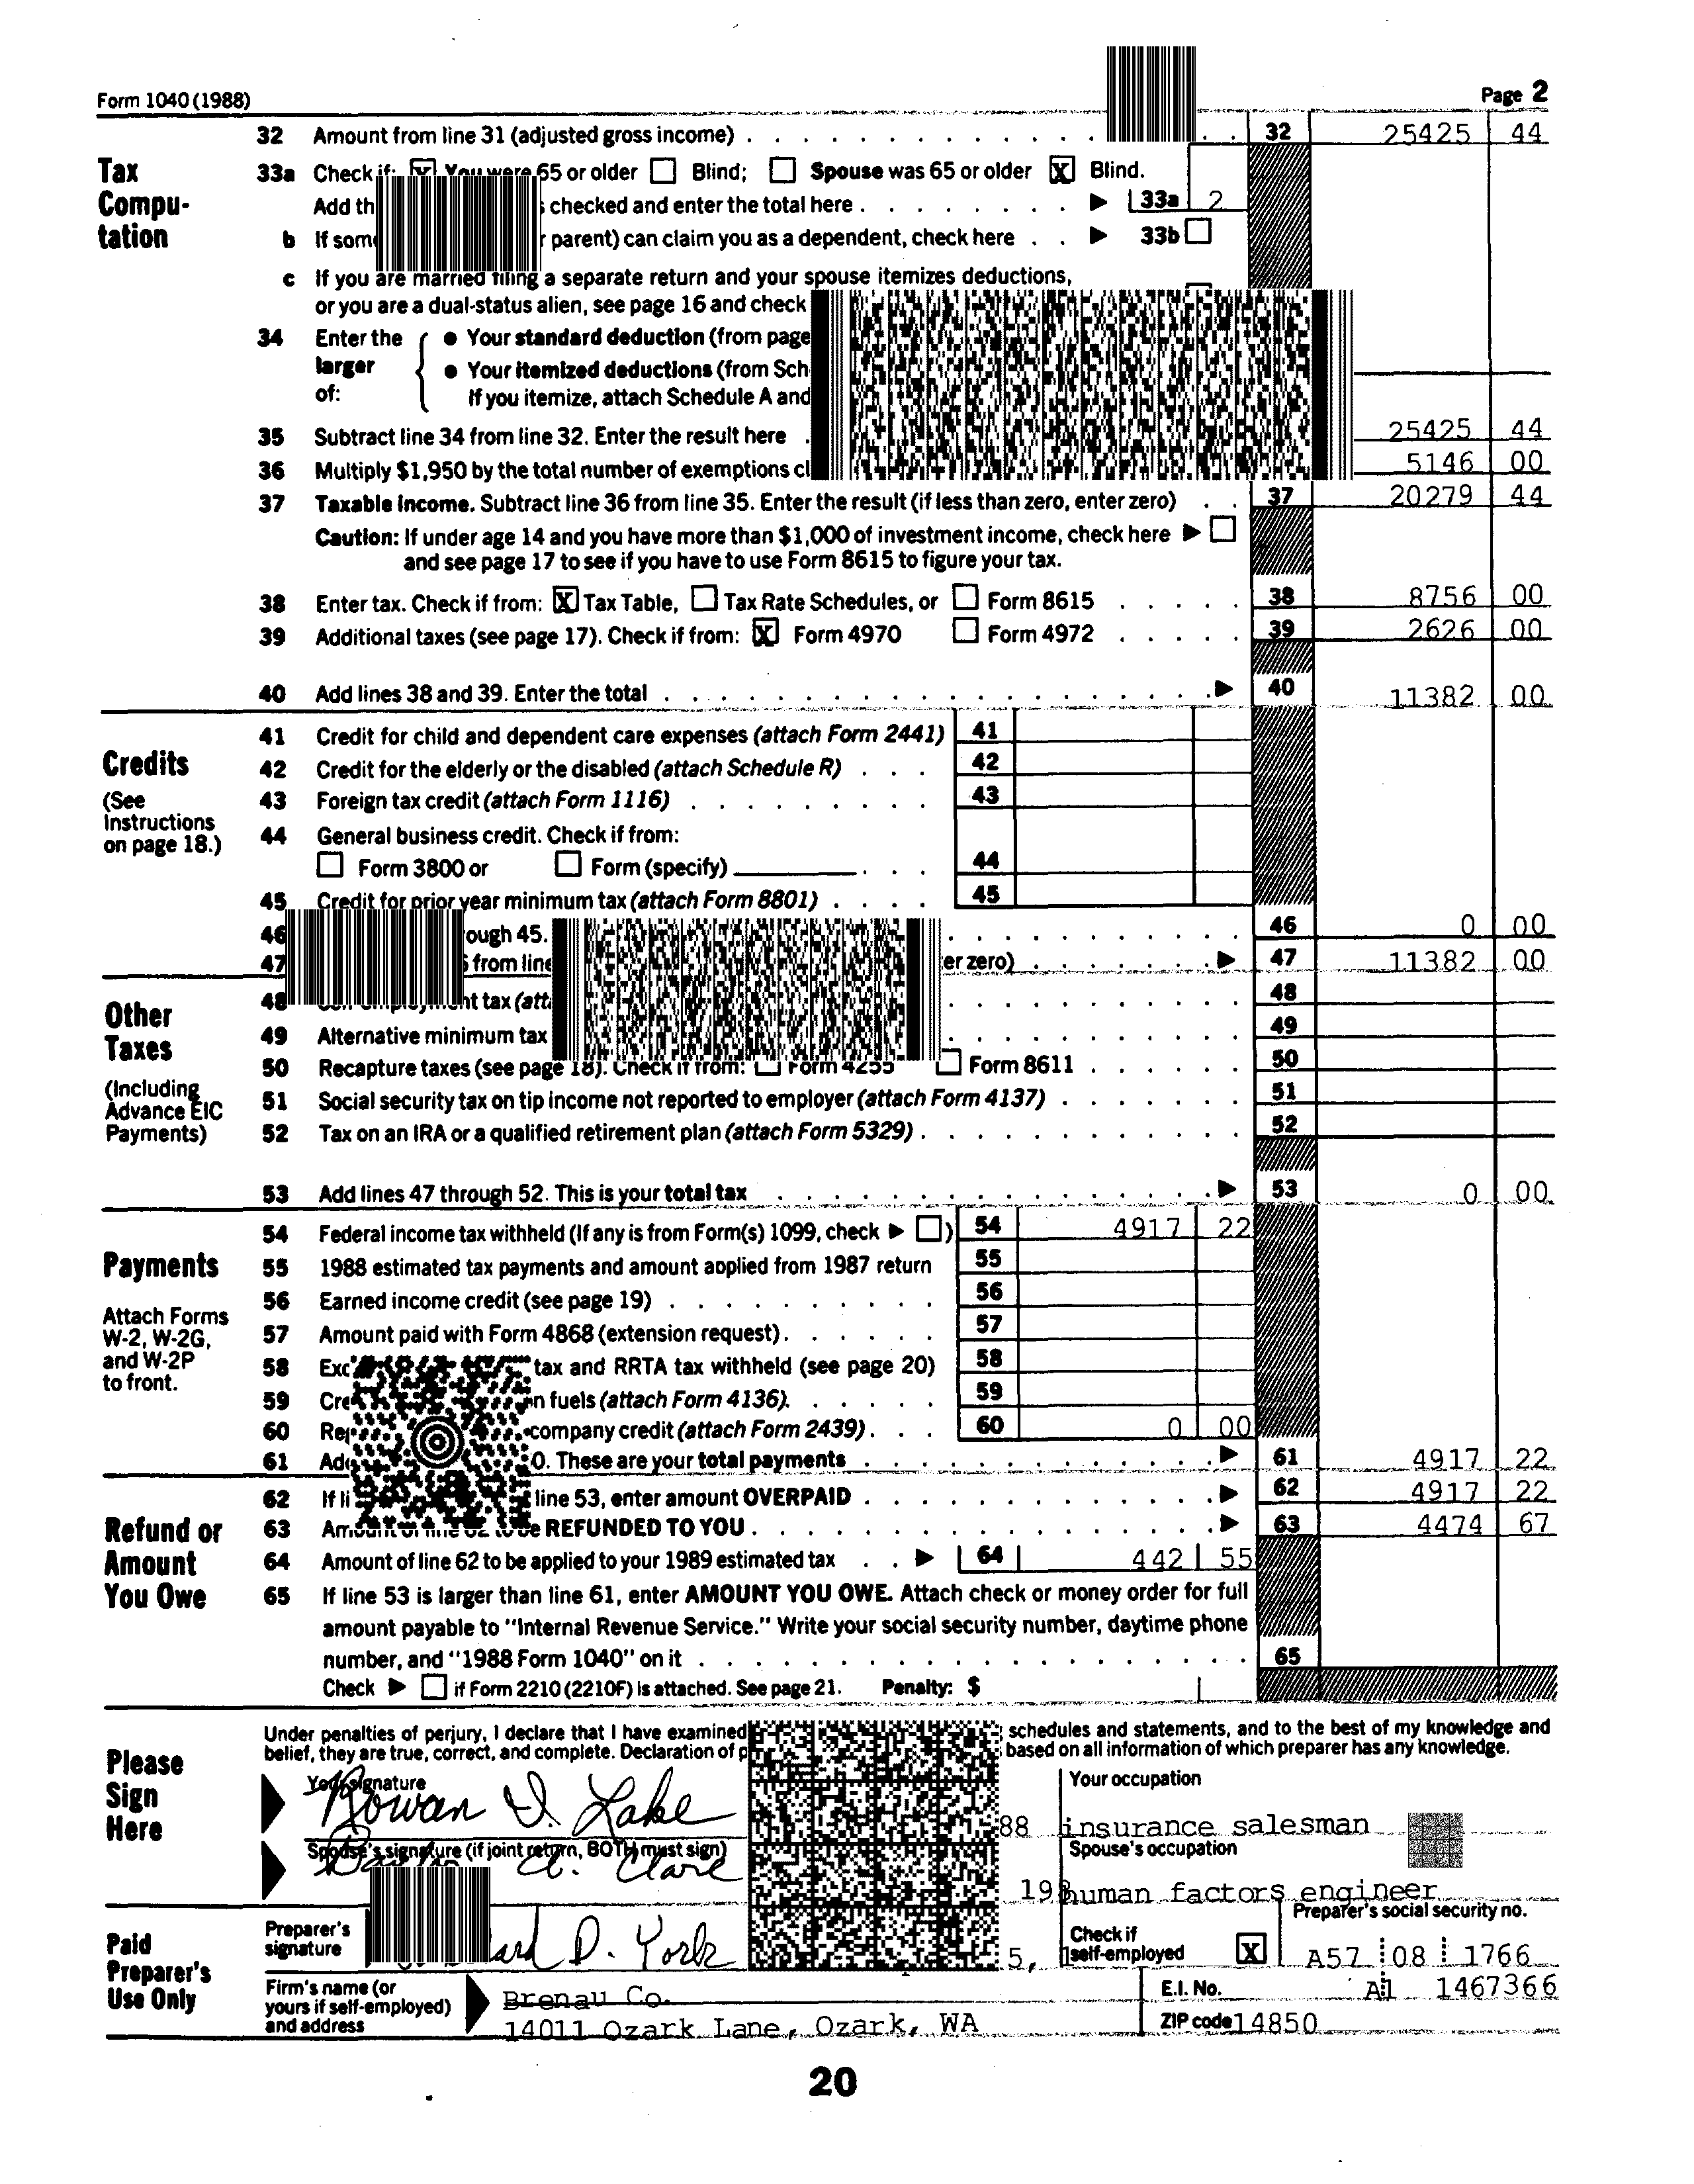 Form 1040 (1988) Page 2
32 Amount from line 31 (adjusted gross income) 32 25425 44
Tax Compu-tation
33a Check if: You were 65 or older Blind; Spouse was 65 or older X Blind.
Add th checked and enter the total here 33a 2
b If som parent) can claim you as a dependent, check here 33b
c If you are married filing a separate return and your spouse itemizes deductions,
or you are a dual-status alien, see page 16 and check
34 Enter the larger of:
• Your standard deduction (from page
• Your itemized deductions (from Sch
If you itemize, attach Schedule A and
35 Subtract line 34 from line 32. Enter the result here 25425 44
36 Multiply $1,950 by the total number of exemptions cl 5146 00
37 Taxable income. Subtract line 36 from line 35. Enter the result (if less than zero, enter zero) 37 20279 44
Caution: If under age 14 and you have more than $1,000 of investment income, check here
and see page 17 to see if you have to use Form 8615 to figure your tax.
38 Enter tax. Check if from: X Tax Table, Tax Rate Schedules, or Form 8615 38 8756 00
39 Additional taxes (see page 17). Check if from: X Form 4970 Form 4972 39 2626 00
40 Add lines 38 and 39. Enter the total 40 11382 00
Credits
(See Instructions on page 18.)
41 Credit for child and dependent care expenses (attach Form 2441) 41
42 Credit for the elderly or the disabled (attach Schedule R) 42
43 Foreign tax credit (attach Form 1116) 43
44 General business credit. Check if from:
Form 3800 or Form (specify) 44
45 Credit for prior year minimum tax (attach Form 8801) 45
46 ough 45. 46 0 00
47 from line er zero) 47 11382 00
Other Taxes
(Including Advance EIC Payments)
48 tax (att 48
49 Alternative minimum tax 49
50 Recapture taxes (see page 18). Check if from: Form 4255 Form 8611 50
51 Social security tax on tip income not reported to employer (attach Form 4137) 51
52 Tax on an IRA or a qualified retirement plan (attach Form 5329) 52
53 Add lines 47 through 52. This is your total tax 53 0 00
Payments
Attach Forms W-2, W-2G, and W-2P to front.
54 Federal income tax withheld (If any is from Form(s) 1099, check ) 54 4917 22
55 1988 estimated tax payments and amount applied from 1987 return 55
56 Earned income credit (see page 19) 56
57 Amount paid with Form 4868 (extension request) 57
58 Exc tax and RRTA tax withheld (see page 20) 58
59 Cre n fuels (attach Form 4136) 59
60 Re company credit (attach Form 2439) 60 0 00
61 Ad 0. These are your total payments 61 4917 22
Refund or Amount You Owe
62 If li line 53, enter amount OVERPAID 62 4917 22
63 Amount of line 62 to be REFUNDED TO YOU 63 4474 67
64 Amount of line 62 to be applied to your 1989 estimated tax 64 442 55
65 If line 53 is larger than line 61, enter AMOUNT YOU OWE. Attach check or money order for full
amount payable to "Internal Revenue Service." Write your social security number, daytime phone
number, and "1988 Form 1040" on it 65
Check if Form 2210 (2210F) is attached. See page 21. Penalty: $
Please Sign Here
Under penalties of perjury, I declare that I have examined schedules and statements, and to the best of my knowledge and
belief, they are true, correct, and complete. Declaration of p based on all information of which preparer has any knowledge.
Your signature Your occupation
Rowan I. Lake 88 insurance salesman
Spouse's signature (if joint return, BOTH must sign) Spouse's occupation
A. Clare 19 human factors engineer
Paid Preparer's Use Only
Preparer's signature ard D. York 5, Check if self-employed X Preparer's social security no. A57 08 1766
Firm's name (or yours if self-employed) and address
Brenau Co. E.I. No. A1 1467366
14011 Ozark Lane, Ozark, WA ZIP code 14850
20